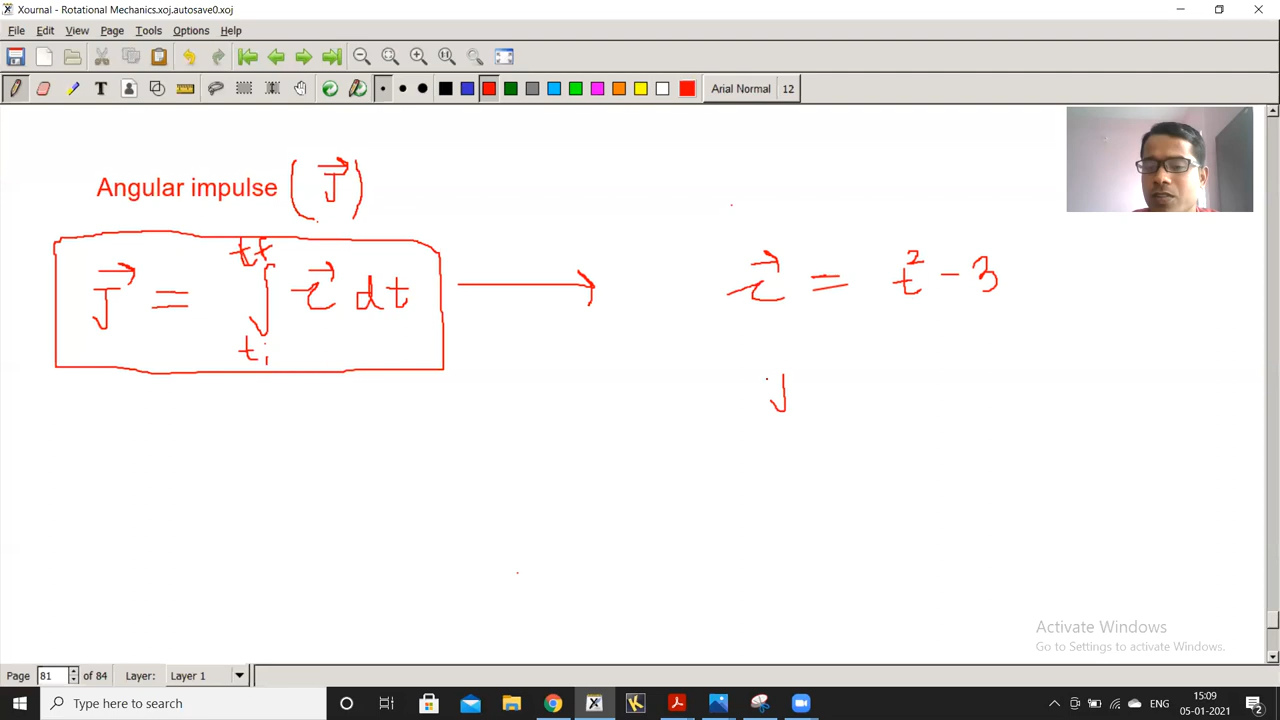 Xournal - Rotational Mechanics.xoj.autosave0.xoj
File Edit View Page Tools Options Help
T Arial Normal 12
Angular impulse (J⃗)
J⃗ = ∫ₜᵢᵗᶠ τ⃗ dt ⟶ τ⃗ = t² - 3
J
Activate Windows
Go to Settings to activate Windows.
Page 81 of 84 Layer: Layer 1
Type here to search ENG 15:09
05-01-2021 2